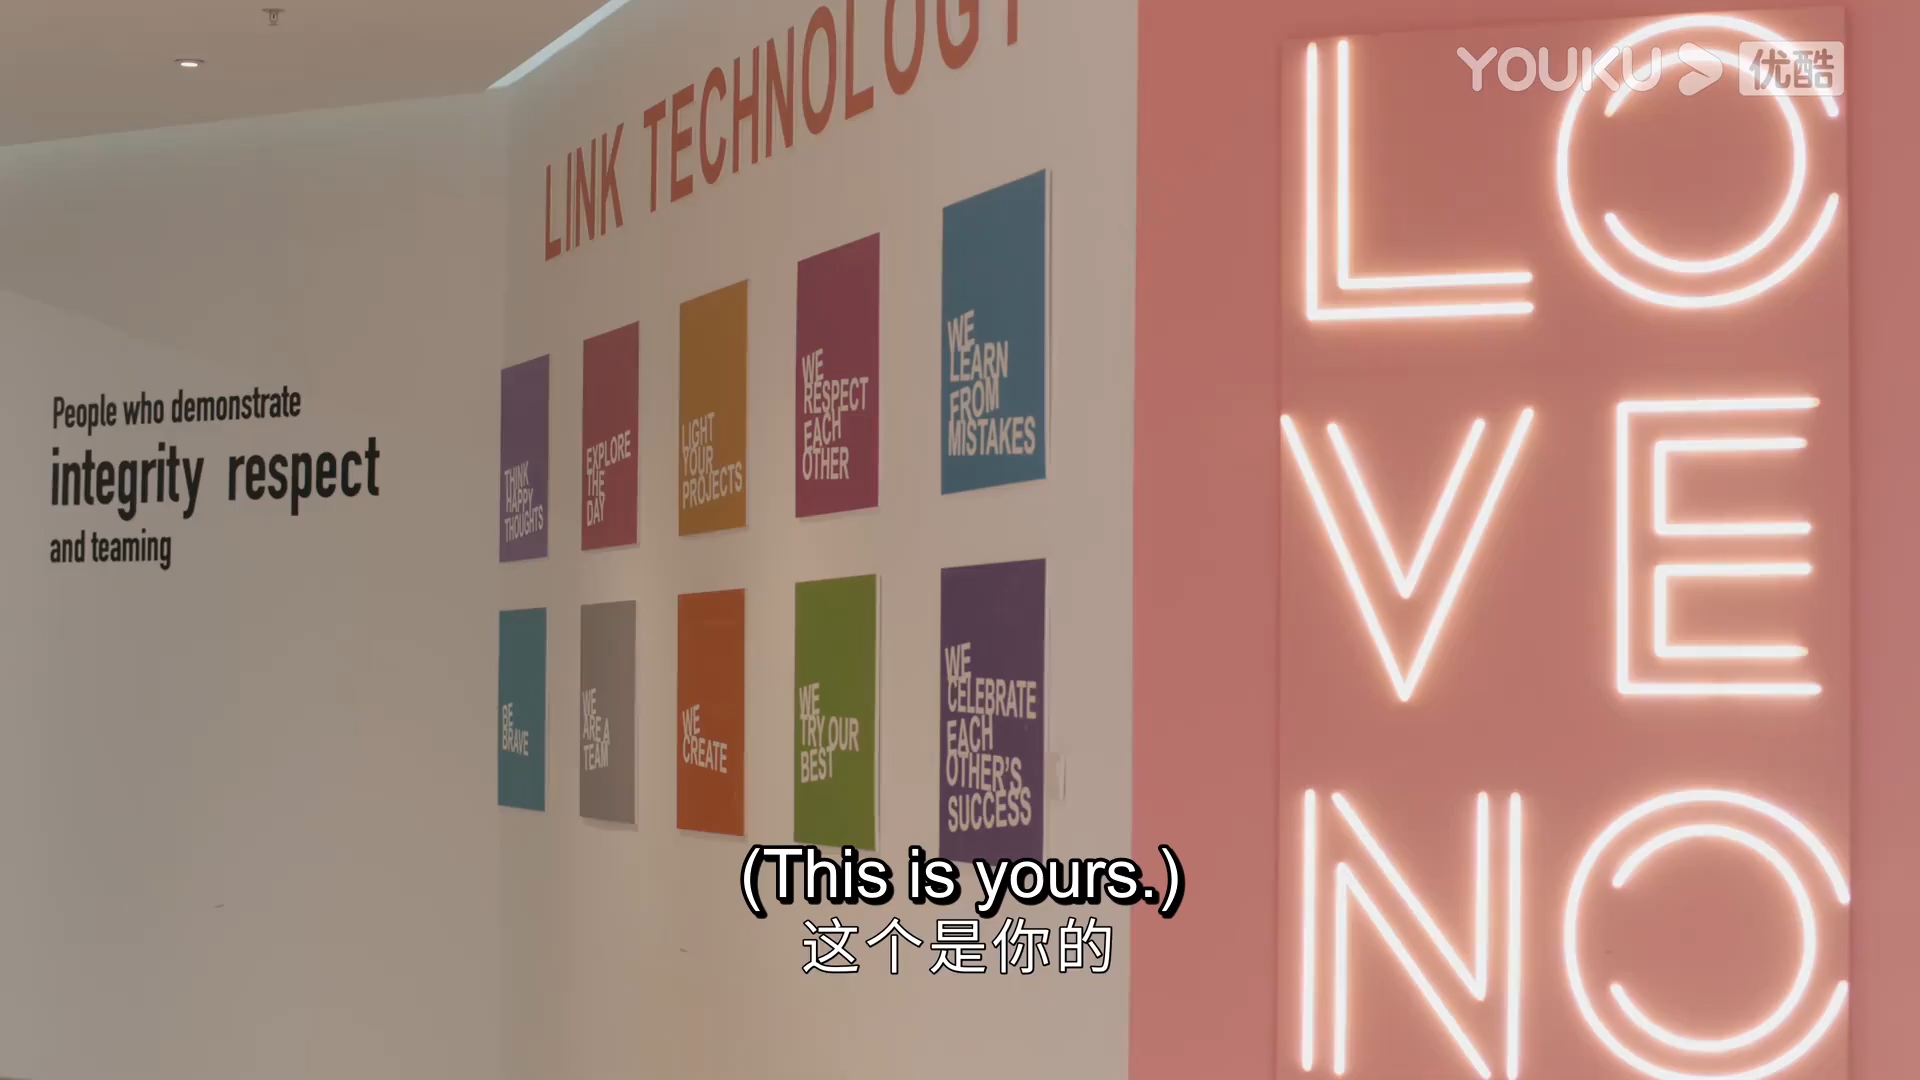 YOUKU 优酷
LINK TECHNOLOGY
People who demonstrate
integrity respect
and teaming
THINK
HAPPY
THOUGHTS
EXPLORE
THE
DAY
LIGHT
YOUR
PROJECTS
WE
RESPECT
EACH
OTHER
WE
LEARN
FROM
MISTAKES
BE
BRAVE
WE
ARE A
TEAM
WE
CREATE
WE
TRY OUR
BEST
WE
CELEBRATE
EACH
OTHER'S
SUCCESS
LO
VE
NO
(This is yours.)
这个是你的